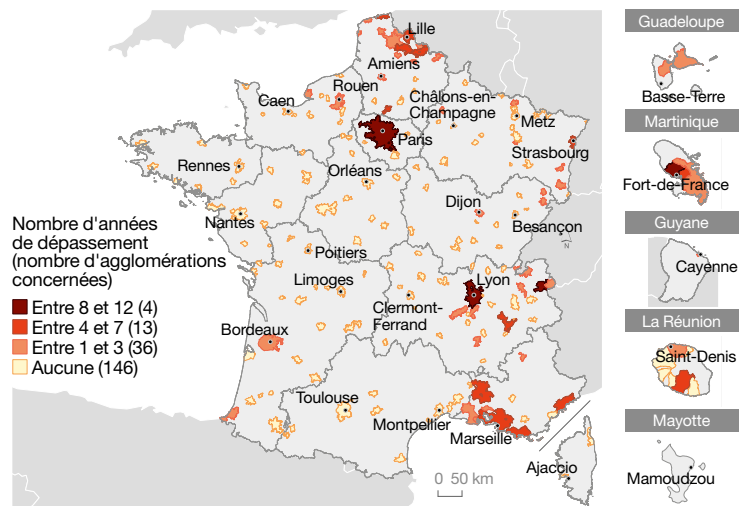 Lille
Amiens
Rouen
Caen
Châlons-en-
Champagne
Metz
Paris
Strasbourg
Rennes
Orléans
Dijon
Nantes
Besançon
Poitiers
Limoges
Lyon
Clermont-
Ferrand
Bordeaux
Toulouse
Montpellier
Marseille
Ajaccio
0 50 km
N
Nombre d'années
de dépassement
(nombre d'agglomérations
concernées)
Entre 8 et 12 (4)
Entre 4 et 7 (13)
Entre 1 et 3 (36)
Aucune (146)
Guadeloupe
Basse-Terre
Martinique
Fort-de-France
Guyane
Cayenne
La Réunion
Saint-Denis
Mayotte
Mamoudzou